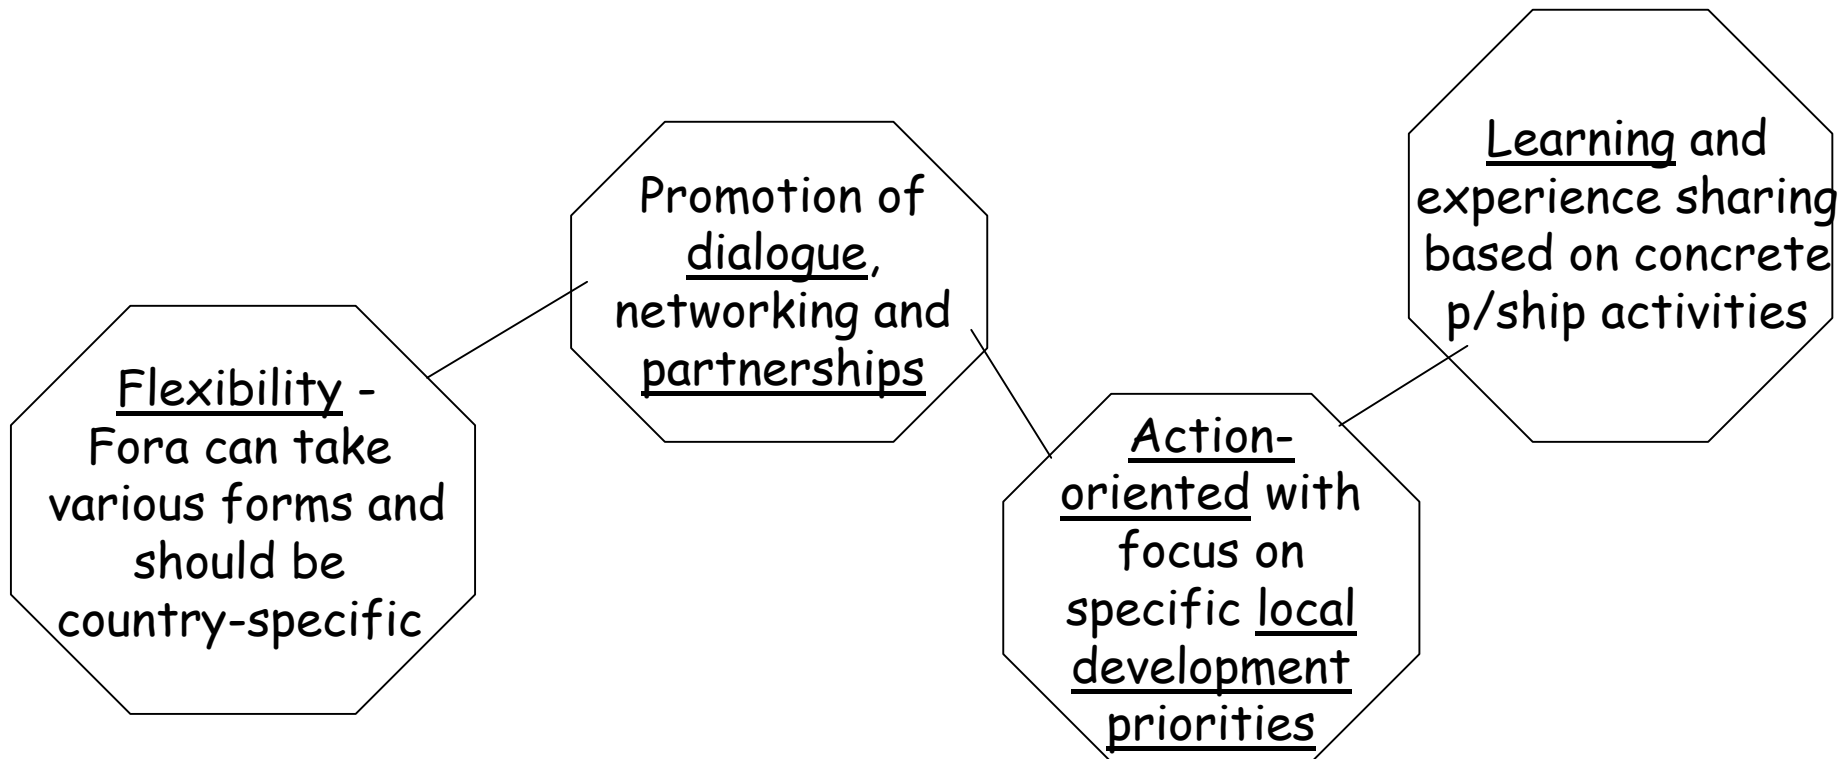 Flexibility -
Fora can take
various forms and
should be
country-specific
Promotion of
dialogue,
networking and
partnerships
Action-
oriented with
focus on
specific local
development
priorities
Learning and
experience sharing
based on concrete
p/ship activities